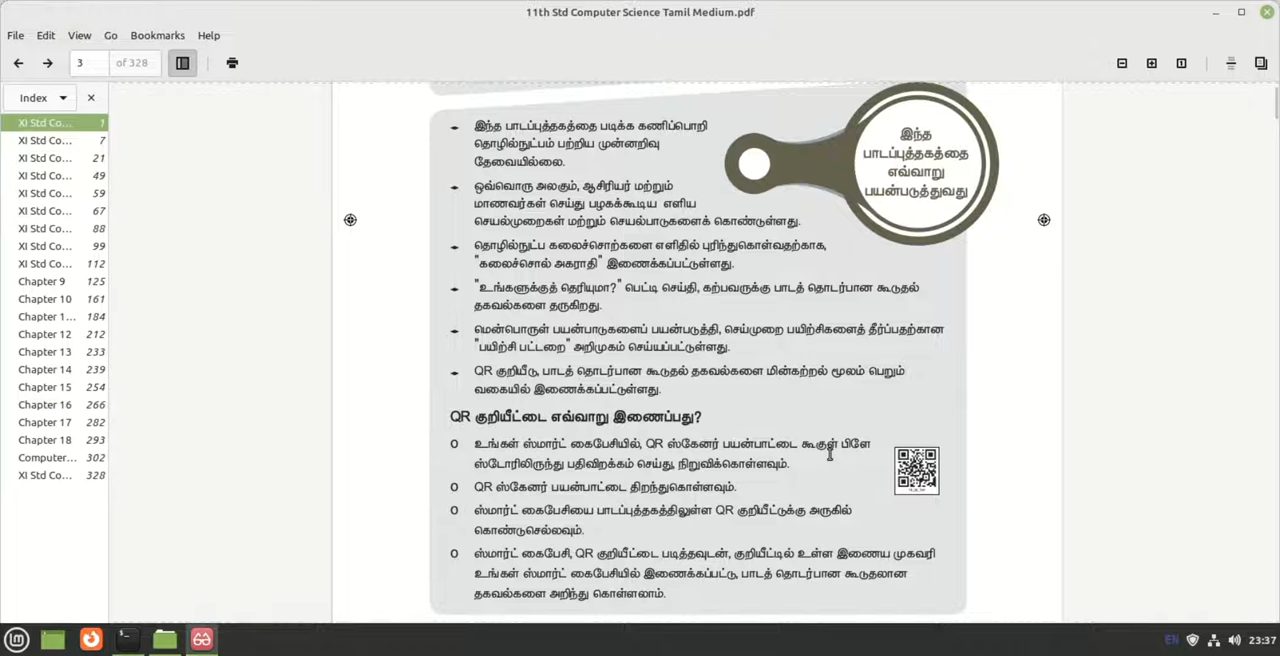 11th Std Computer Science Tamil Medium.pdf
File Edit View Go Bookmarks Help
3 of 328
Index
XI Std Co... 1
XI Std Co... 7
XI Std Co... 21
XI Std Co... 49
XI Std Co... 59
XI Std Co... 67
XI Std Co... 88
XI Std Co... 99
XI Std Co... 112
Chapter 9 125
Chapter 10 161
Chapter 1... 184
Chapter 12 212
Chapter 13 233
Chapter 14 239
Chapter 15 254
Chapter 16 266
Chapter 17 282
Chapter 18 293
Computer... 302
XI Std Co... 328
இந்த
பாடப்புத்தகத்தை
எவ்வாறு
பயன்படுத்துவது
இந்த பாடப்புத்தகத்தை படிக்க கணிப்பொறி
தொழில்நுட்பம் பற்றிய முன்னறிவு
தேவையில்லை.
ஒவ்வொரு அலகும், ஆசிரியர் மற்றும்
மாணவர்கள் செய்து பழகக்கூடிய எளிய
செயல்முறைகள் மற்றும் செயல்பாடுகளைக் கொண்டுள்ளது.
தொழில்நுட்ப கலைச்சொற்களை எளிதில் புரிந்துகொள்வதற்காக,
"கலைச்சொல் அகராதி" இணைக்கப்பட்டுள்ளது.
"உங்களுக்குத் தெரியுமா?" பெட்டி செய்தி, கற்பவருக்கு பாடத் தொடர்பான கூடுதல்
தகவல்களை தருகிறது.
மென்பொருள் பயன்பாடுகளைப் பயன்படுத்தி, செய்முறை பயிற்சிகளைத் தீர்ப்பதற்கான
"பயிற்சி பட்டறை" அறிமுகம் செய்யப்பட்டுள்ளது.
QR குறியீடு, பாடத் தொடர்பான கூடுதல் தகவல்களை மின்கற்றல் மூலம் பெறும்
வகையில் இணைக்கப்பட்டுள்ளது.
QR குறியீட்டை எவ்வாறு இணைப்பது?
o உங்கள் ஸ்மார்ட் கைபேசியில், QR ஸ்கேனர் பயன்பாட்டை கூகுள் பிளே
ஸ்டோரிலிருந்து பதிவிறக்கம் செய்து, நிறுவிக்கொள்ளவும்.
o QR ஸ்கேனர் பயன்பாட்டை திறந்துகொள்ளவும்.
o ஸ்மார்ட் கைபேசியை பாடப்புத்தகத்திலுள்ள QR குறியீட்டுக்கு அருகில்
கொண்டுசெல்லவும்.
o ஸ்மார்ட் கைபேசி, QR குறியீட்டை படித்தவுடன், குறியீட்டில் உள்ள இணைய முகவரி
உங்கள் ஸ்மார்ட் கைபேசியில் இணைக்கப்பட்டு, பாடத் தொடர்பான கூடுதலான
தகவல்களை அறிந்து கொள்ளலாம்.
EN 23:37